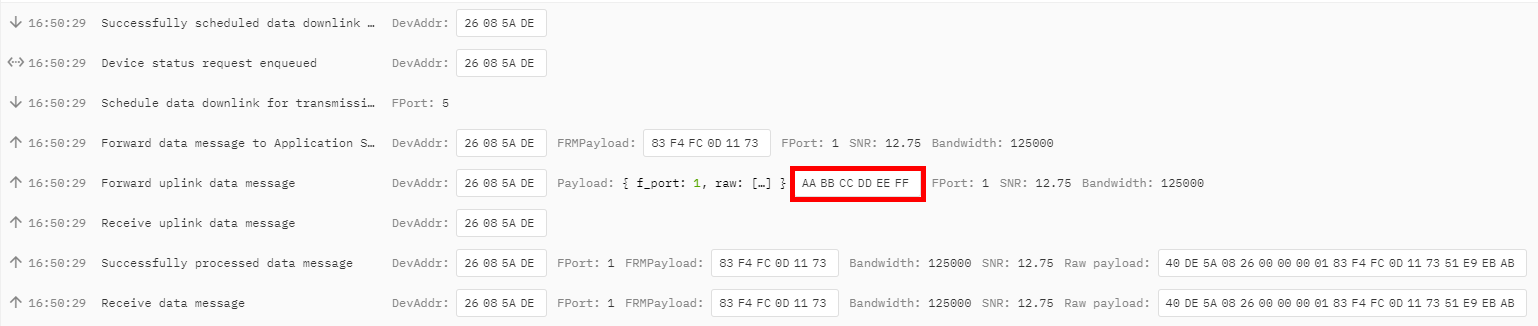 16:50:29 Successfully scheduled data downlink … DevAddr: 26 08 5A DE
16:50:29 Device status request enqueued DevAddr: 26 08 5A DE
16:50:29 Schedule data downlink for transmissi… FPort: 5
16:50:29 Forward data message to Application S… DevAddr: 26 08 5A DE FRMPayload: 83 F4 FC 0D 11 73 FPort: 1 SNR: 12.75 Bandwidth: 125000
16:50:29 Forward uplink data message DevAddr: 26 08 5A DE Payload: { f_port: 1, raw: […] } AA BB CC DD EE FF FPort: 1 SNR: 12.75 Bandwidth: 125000
16:50:29 Receive uplink data message DevAddr: 26 08 5A DE
16:50:29 Successfully processed data message DevAddr: 26 08 5A DE FPort: 1 FRMPayload: 83 F4 FC 0D 11 73 Bandwidth: 125000 SNR: 12.75 Raw payload: 40 DE 5A 08 26 00 00 00 01 83 F4 FC 0D 11 73 51 E9 EB AB
16:50:29 Receive data message DevAddr: 26 08 5A DE FPort: 1 FRMPayload: 83 F4 FC 0D 11 73 Bandwidth: 125000 SNR: 12.75 Raw payload: 40 DE 5A 08 26 00 00 00 01 83 F4 FC 0D 11 73 51 E9 EB AB